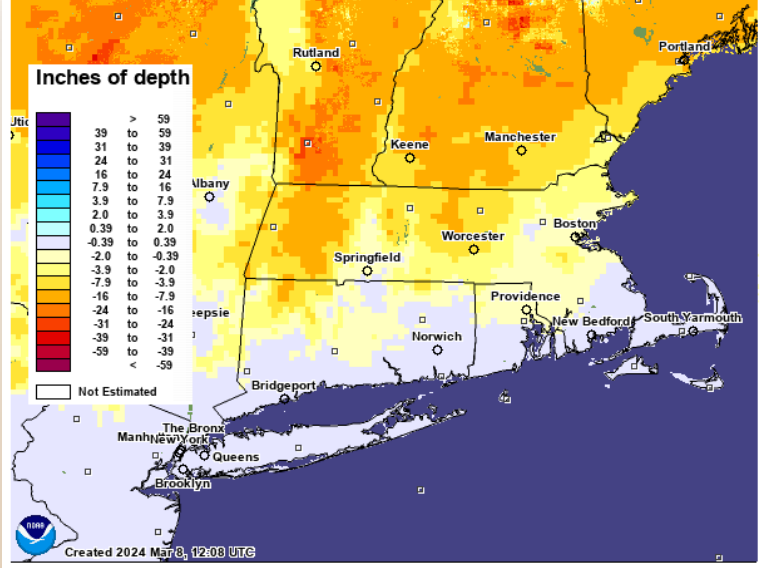 Portland
Rutland
Inches of depth
> 59
39 to 59
31 to 39
24 to 31
16 to 24
7.9 to 16
3.9 to 7.9
2.0 to 3.9
0.39 to 2.0
-0.39 to 0.39
-2.0 to -0.39
-3.9 to -2.0
-7.9 to -3.9
-16 to -7.9
-24 to -16
-31 to -24
-39 to -31
-59 to -39
< -59
Not Estimated
Utic
Manchester
Keene
lbany
Boston
Worcester
Springfield
Providence
eepsie
New Bedford
South Yarmouth
Norwich
Bridgeport
The Bronx
Manh
New York
Queens
Brooklyn
NOAA
Created 2024 Mar 8, 12:08 UTC